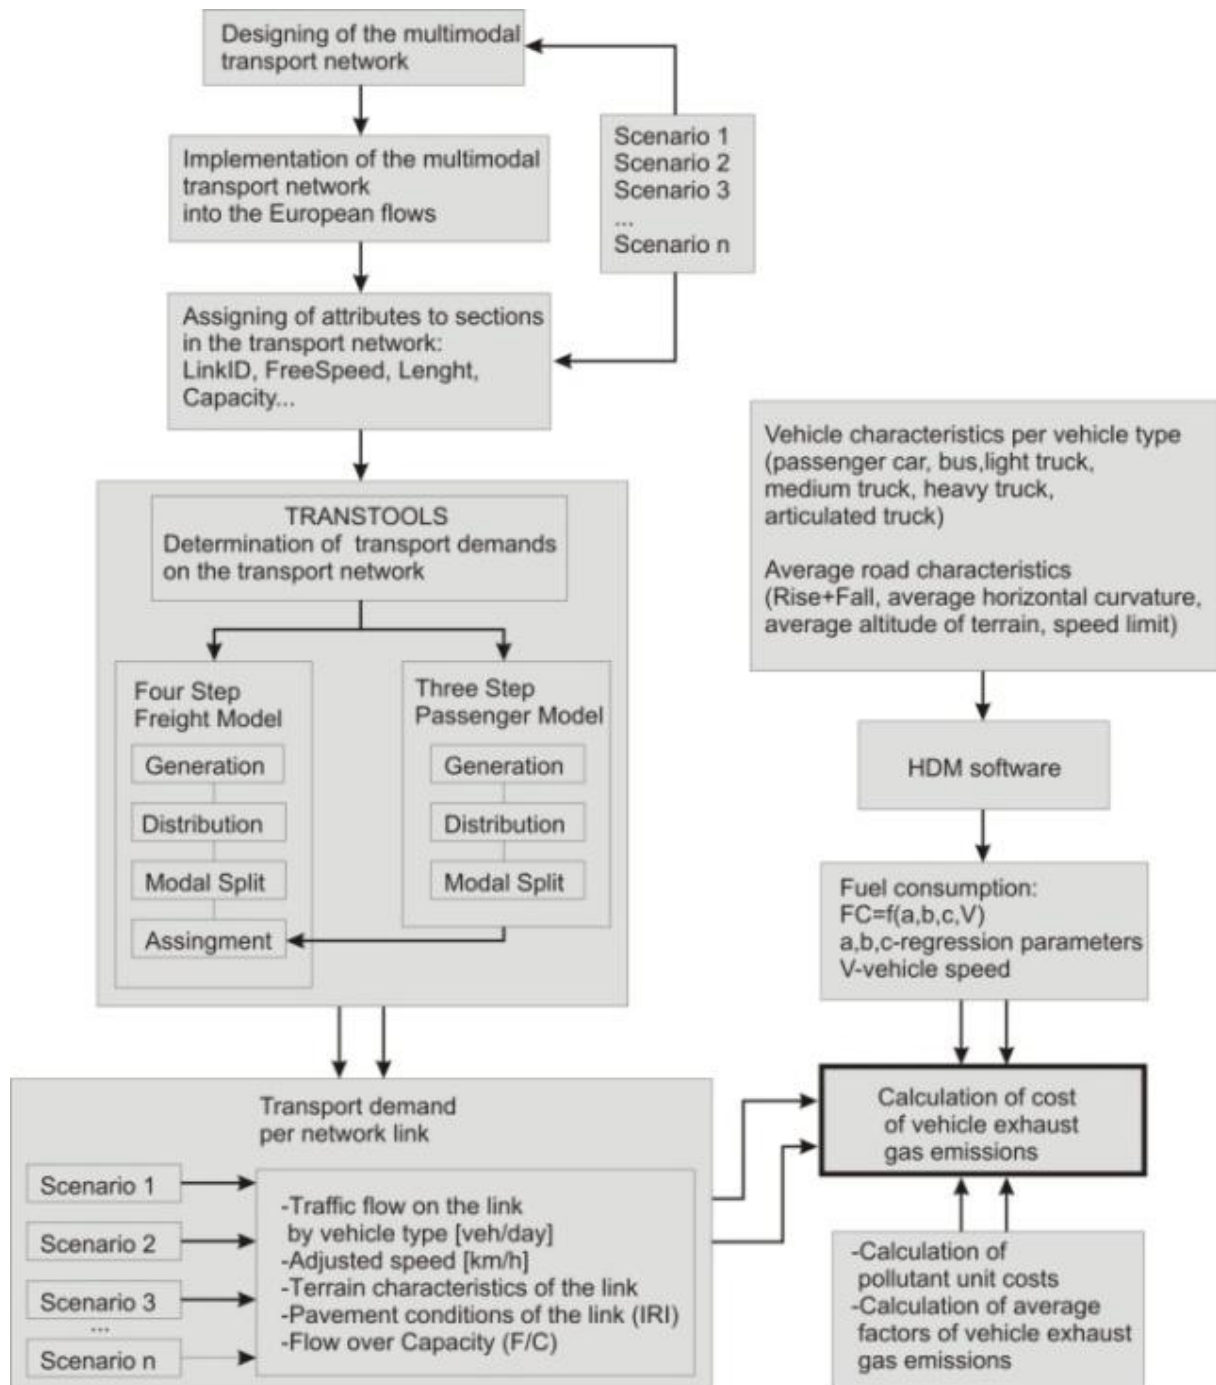 Designing of the multimodal
transport network
Scenario 1
Scenario 2
Scenario 3
...
Scenario n
Implementation of the multimodal
transport network
into the European flows
Assigning of attributes to sections
in the transport network:
LinkID, FreeSpeed, Lenght,
Capacity...
Vehicle characteristics per vehicle type
(passenger car, bus,light truck,
medium truck, heavy truck,
articulated truck)
Average road characteristics
(Rise+Fall, average horizontal curvature,
average altitude of terrain, speed limit)
TRANSTOOLS
Determination of transport demands
on the transport network
Four Step
Freight Model
Generation
Distribution
Modal Split
Assingment
Three Step
Passenger Model
Generation
Distribution
Modal Split
HDM software
Fuel consumption:
FC=f(a,b,c,V)
a,b,c-regression parameters
V-vehicle speed
Transport demand
per network link
Scenario 1
Scenario 2
Scenario 3
...
Scenario n
-Traffic flow on the link
by vehicle type [veh/day]
-Adjusted speed [km/h]
-Terrain characteristics of the link
-Pavement conditions of the link (IRI)
-Flow over Capacity (F/C)
Calculation of cost
of vehicle exhaust
gas emissions
-Calculation of
pollutant unit costs
-Calculation of average
factors of vehicle exhaust
gas emissions